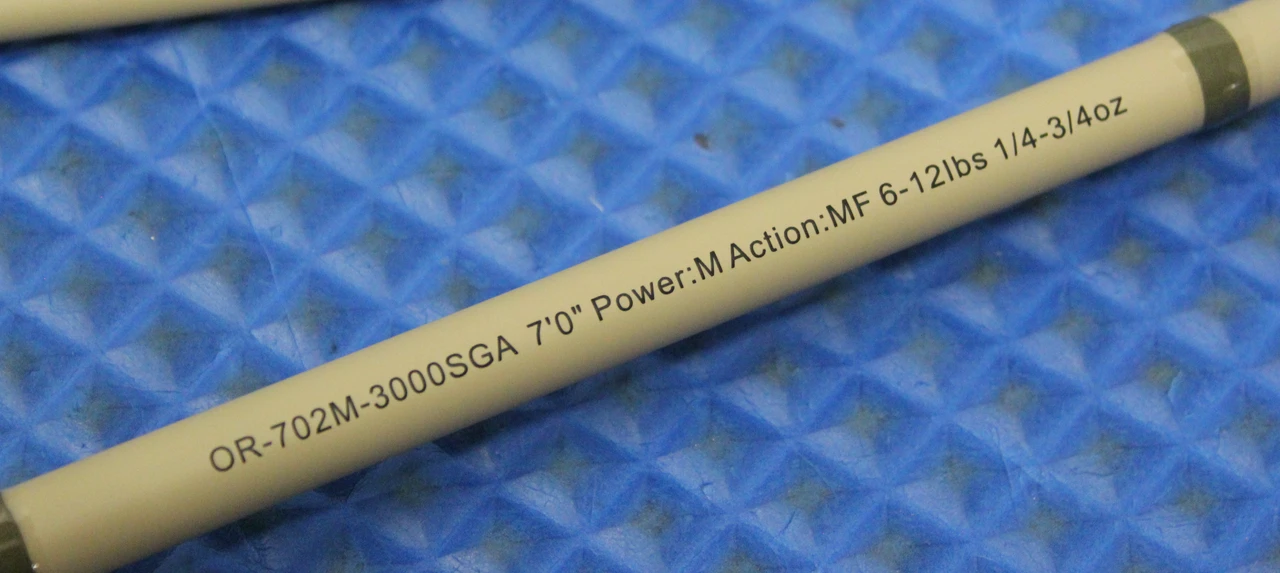 OR-702M-3000SGA 7'0" Power:M Action:MF 6-12lbs 1/4-3/4oz